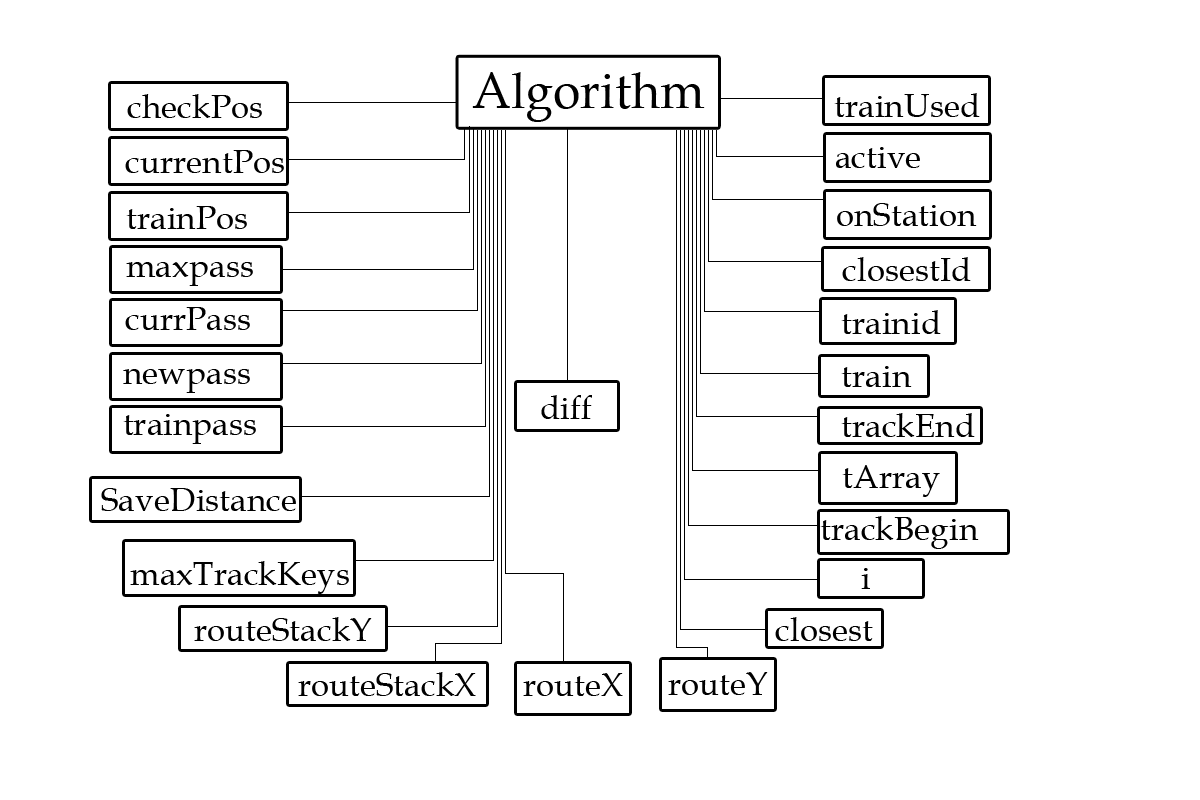 Algorithm
checkPos
currentPos
trainPos
maxpass
currPass
newpass
trainpass
SaveDistance
maxTrackKeys
routeStackY
routeStackX
routeX
diff
routeY
trainUsed
active
onStation
closestId
trainid
train
trackEnd
tArray
trackBegin
i
closest